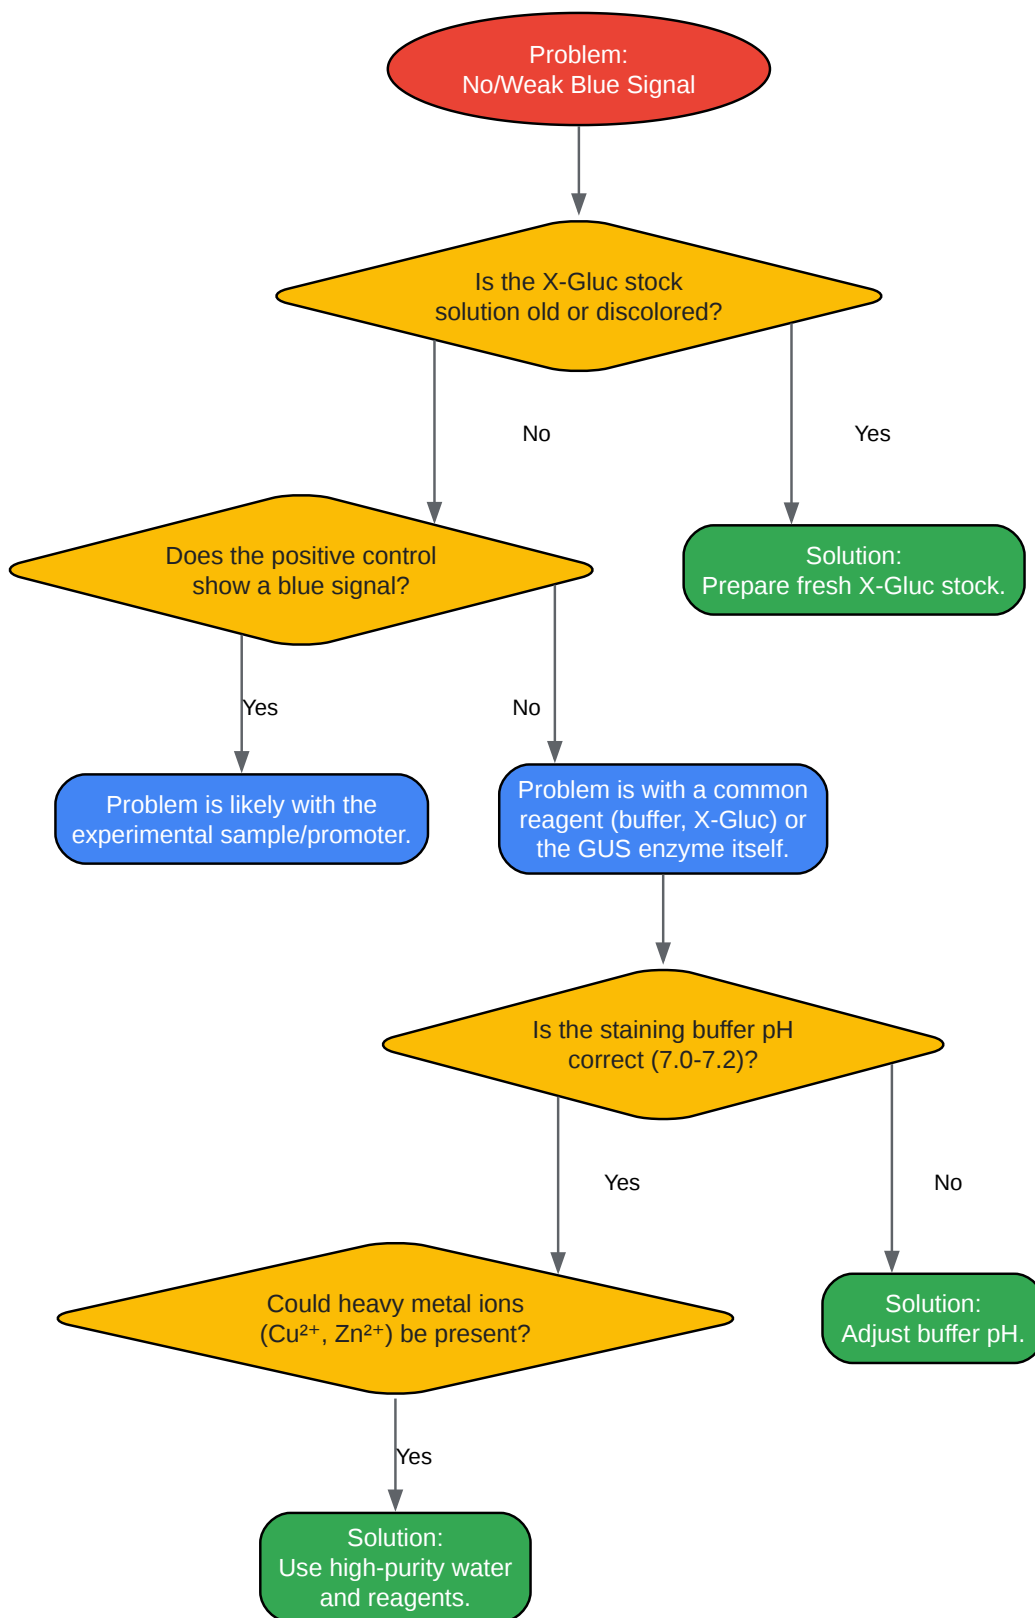 Problem:
No/Weak Blue Signal
Is the X-Gluc stock
solution old or discolored?
No
Yes
Does the positive control
show a blue signal?
Solution:
Prepare fresh X-Gluc stock.
Yes
No
Problem is likely with the
experimental sample/promoter.
Problem is with a common
reagent (buffer, X-Gluc) or
the GUS enzyme itself.
Is the staining buffer pH
correct (7.0-7.2)?
Yes
No
Could heavy metal ions
(Cu²⁺, Zn²⁺) be present?
Solution:
Adjust buffer pH.
Yes
Solution:
Use high-purity water
and reagents.